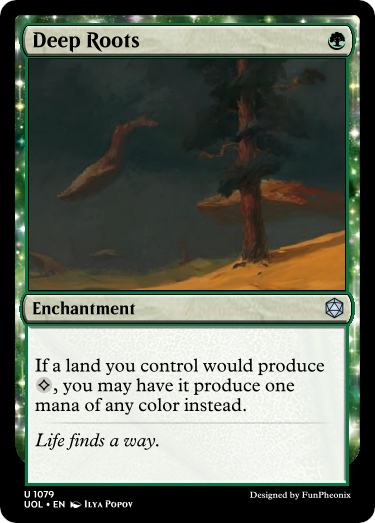 Deep Roots
Enchantment
If a land you control would produce
, you may have it produce one
mana of any color instead.
Life finds a way.
U 1079
UOL • EN Ilya Popov
Designed by FunPheonix